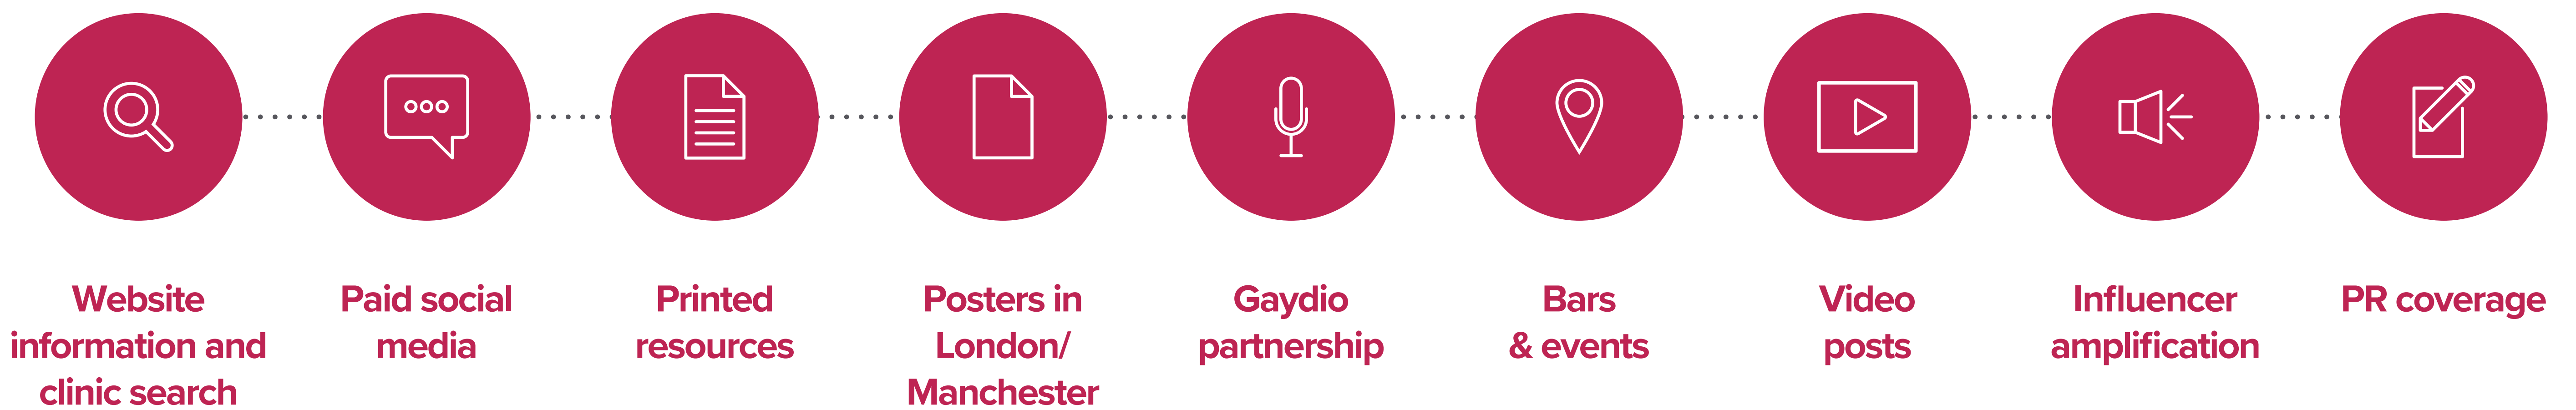 Website
information and
clinic search
Paid social
media
Printed
resources
Posters in
London/
Manchester
Gaydio
partnership
Bars
& events
Video
posts
Influencer
amplification
PR coverage